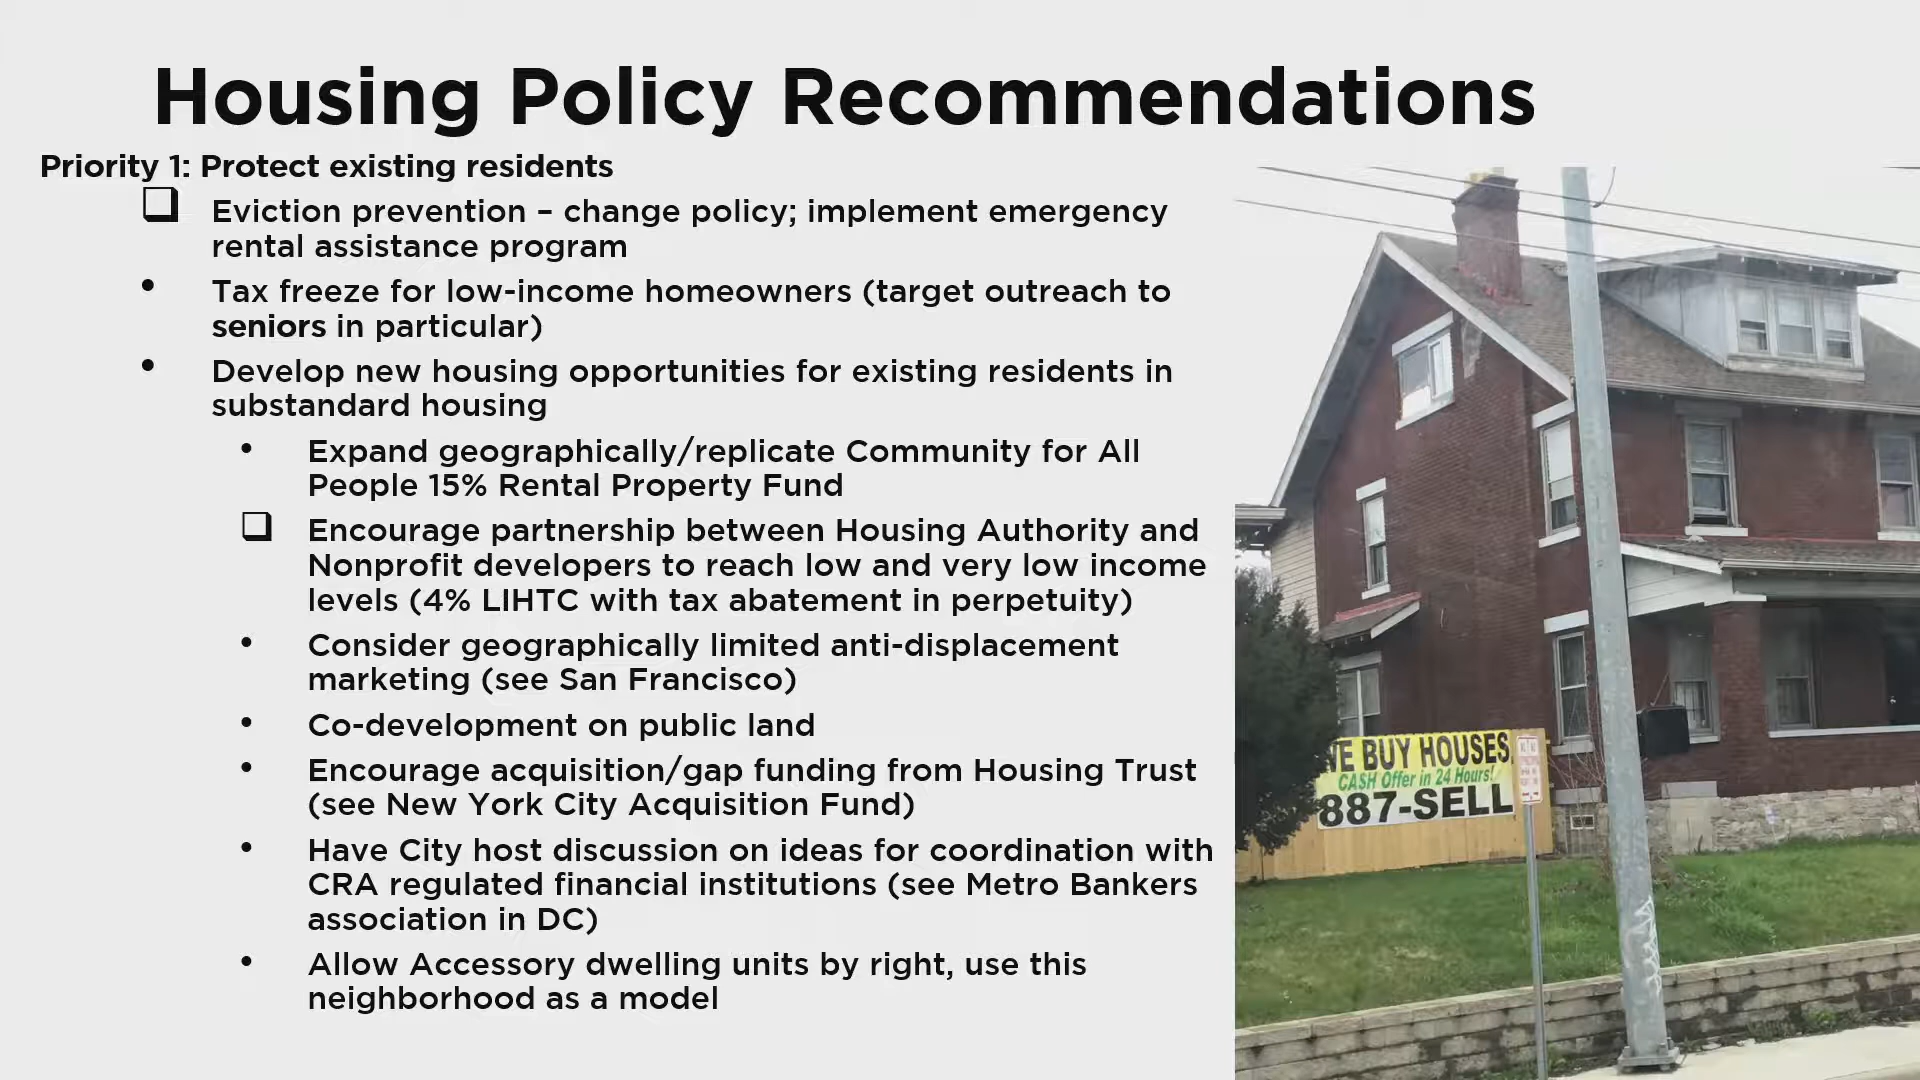 Housing Policy Recommendations
Priority 1: Protect existing residents
Eviction prevention – change policy; implement emergency
rental assistance program
Tax freeze for low-income homeowners (target outreach to
seniors in particular)
Develop new housing opportunities for existing residents in
substandard housing
Expand geographically/replicate Community for All
People 15% Rental Property Fund
Encourage partnership between Housing Authority and
Nonprofit developers to reach low and very low income
levels (4% LIHTC with tax abatement in perpetuity)
Consider geographically limited anti-displacement
marketing (see San Francisco)
Co-development on public land
Encourage acquisition/gap funding from Housing Trust
(see New York City Acquisition Fund)
Have City host discussion on ideas for coordination with
CRA regulated financial institutions (see Metro Bankers
association in DC)
Allow Accessory dwelling units by right, use this
neighborhood as a model
WE BUY HOUSES
CASH Offer in 24 Hours!
887-SELL